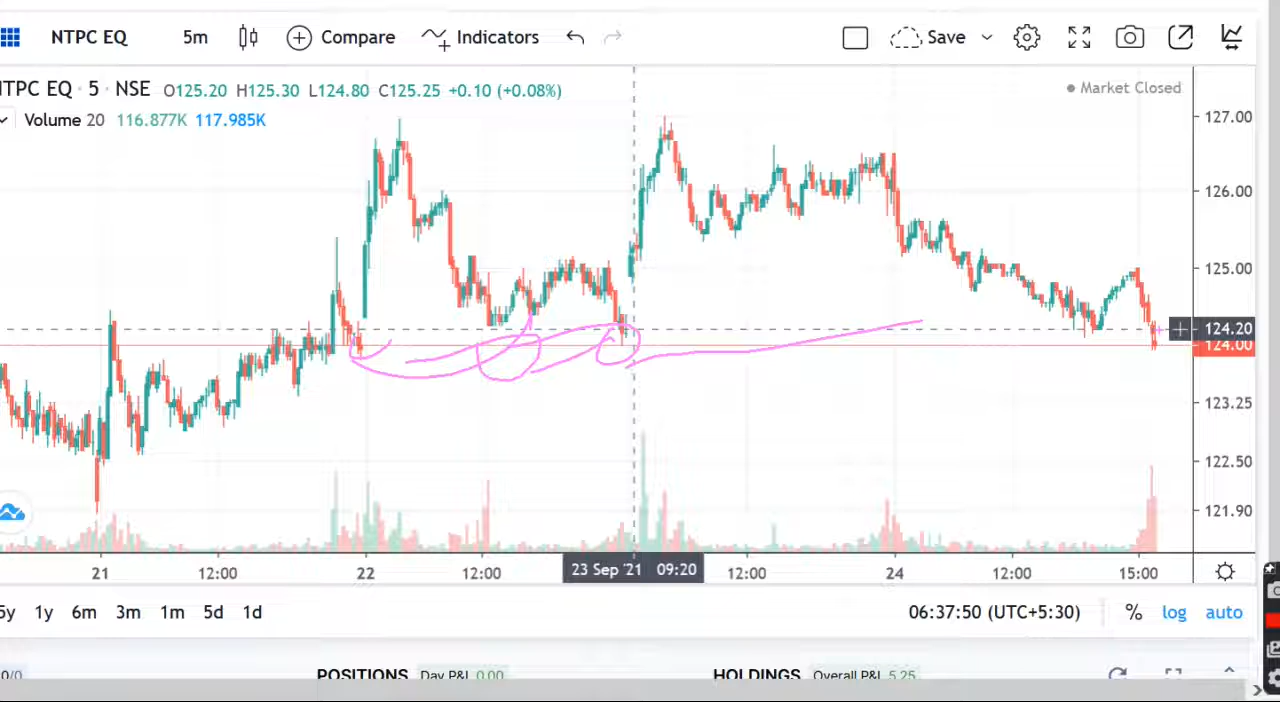 NTPC EQ 5m Compare Indicators Save
NTPC EQ · 5 · NSE O125.20 H125.30 L124.80 C125.25 +0.10 (+0.08%)
Market Closed
Volume 20 116.877K 117.985K
127.00
126.00
125.00
124.20
124.00
123.25
122.50
121.90
21 12:00 22 12:00 23 Sep '21 09:20 12:00 24 12:00 15:00
5y 1y 6m 3m 1m 5d 1d 06:37:50 (UTC+5:30) % log auto
0/0 POSITIONS Day P&L 0.00 HOLDINGS Overall P&L 5.25